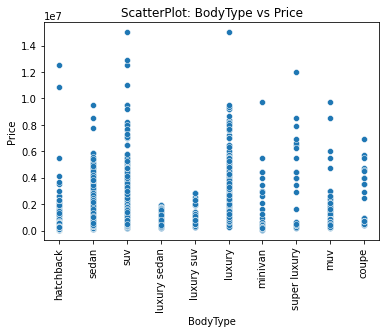 ScatterPlot: BodyType vs Price
1e7
1.4
1.2
1.0
0.8
0.6
0.4
0.2
0.0
Price
hatchback
sedan
suv
luxury sedan
luxury suv
luxury
minivan
super luxury
muv
coupe
BodyType